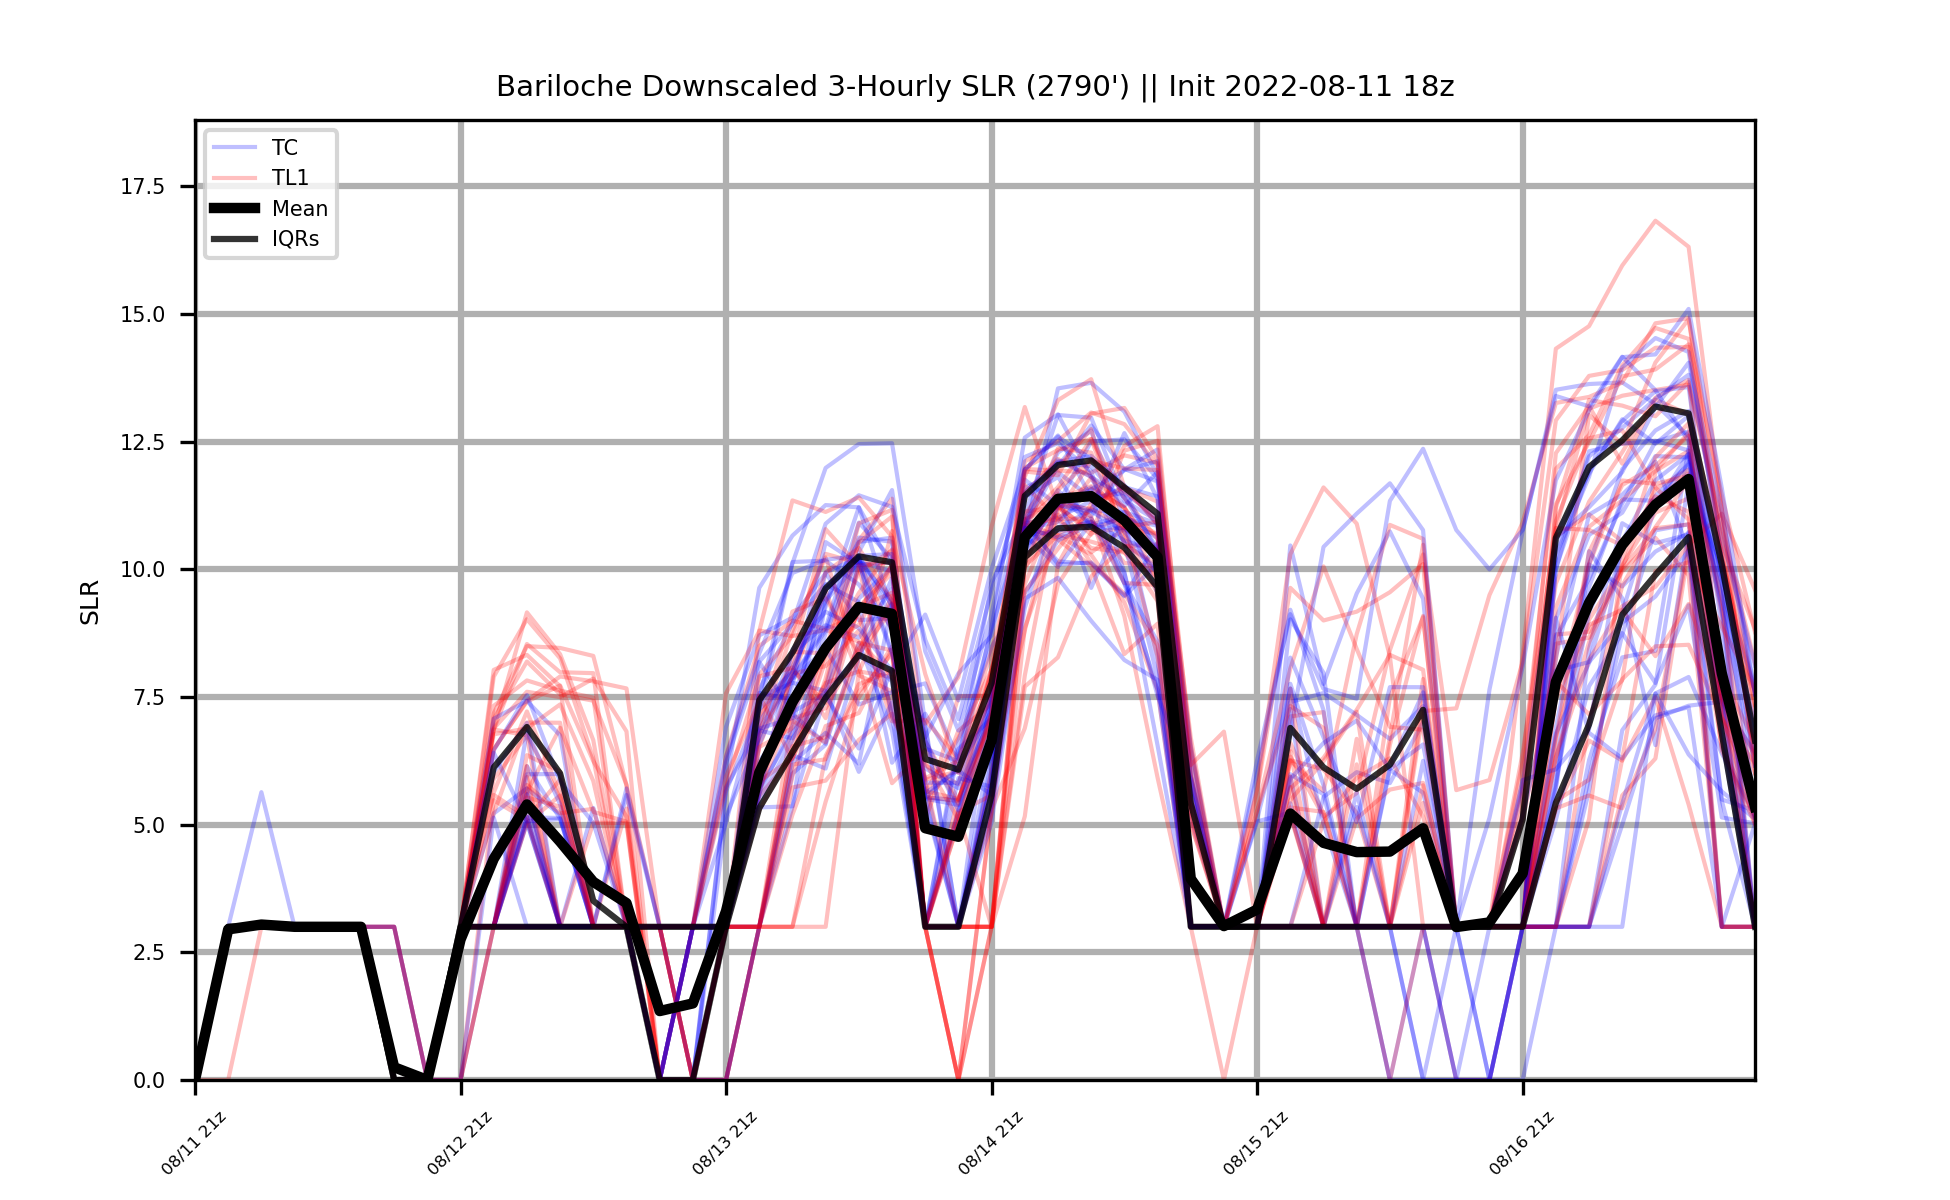 Bariloche Downscaled 3-Hourly SLR (2790') || Init 2022-08-11 18z
TC
TL1
Mean
IQRs
SLR
17.5
15.0
12.5
10.0
7.5
5.0
2.5
0.0
08/11 21z
08/12 21z
08/13 21z
08/14 21z
08/15 21z
08/16 21z